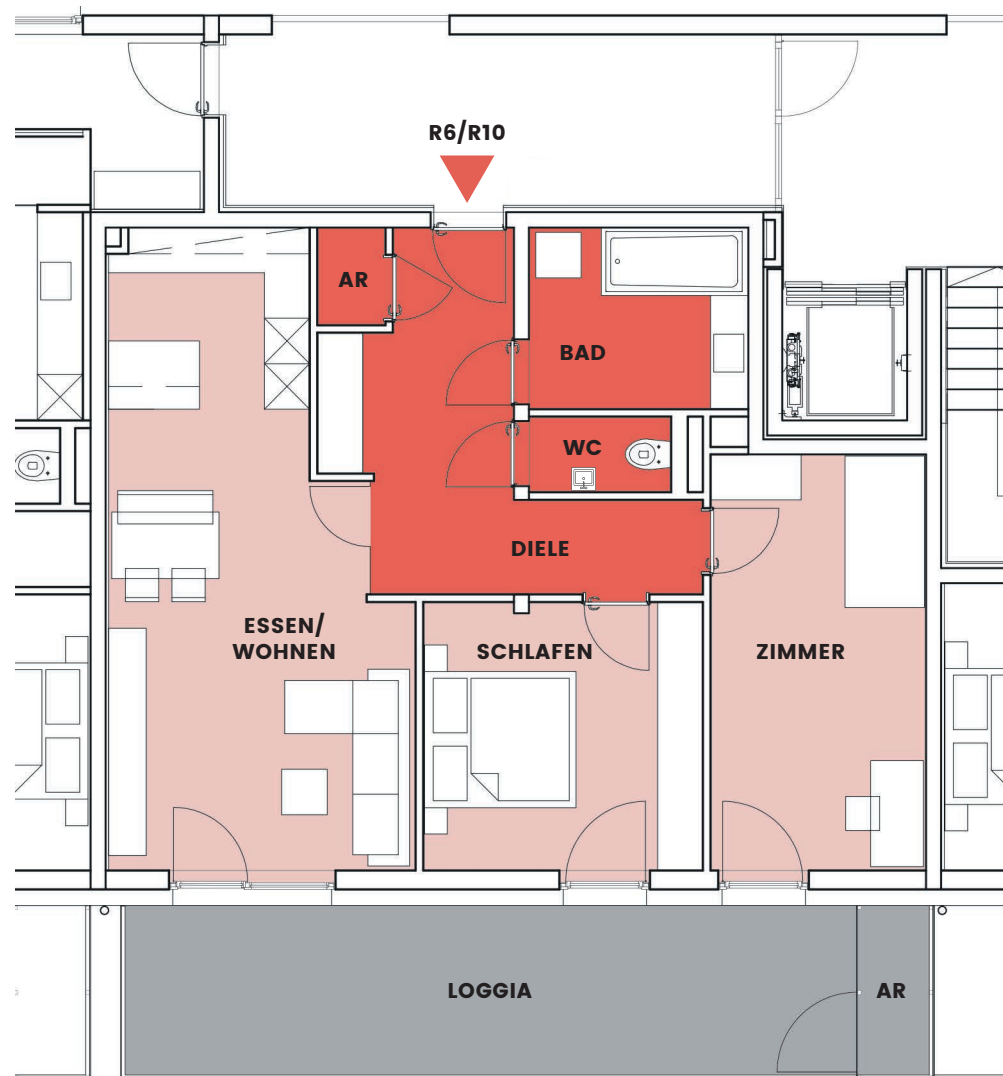 R6/R10
AR
BAD
WC
DIELE
ESSEN/
WOHNEN
SCHLAFEN
ZIMMER
LOGGIA
AR